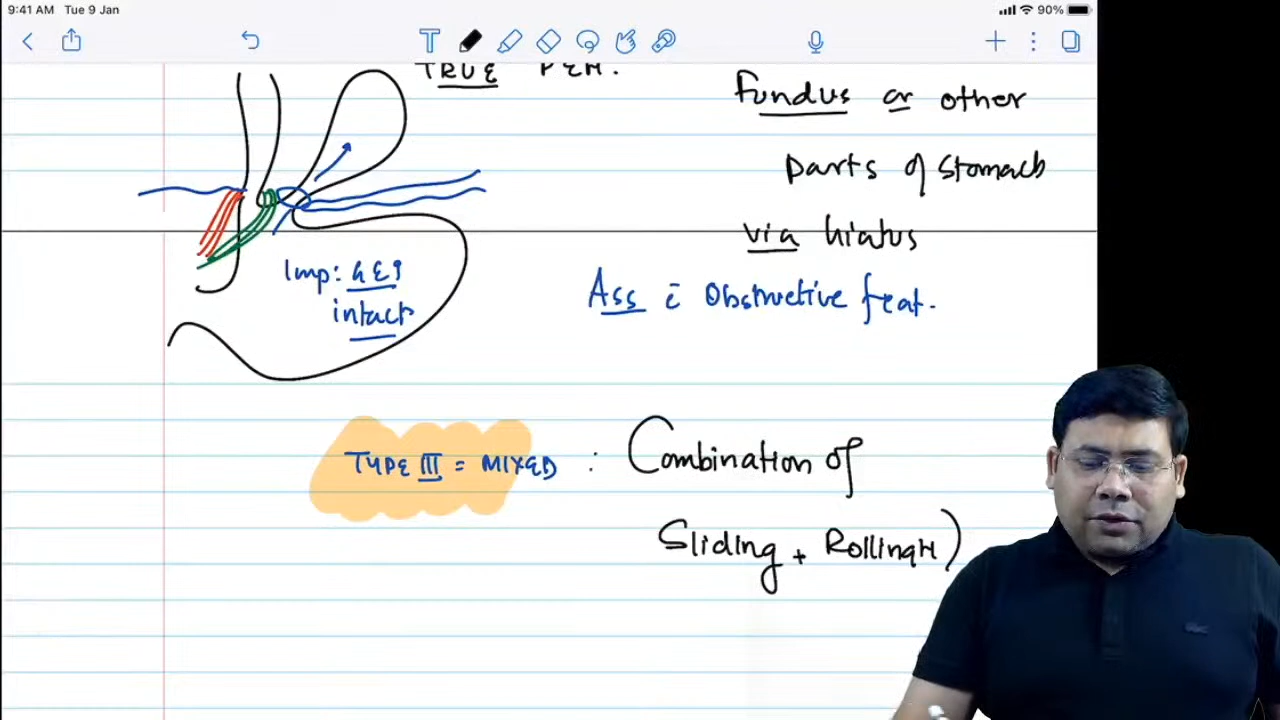 9:41 AM Tue 9 Jan
90%
TRUE PEH.
Fundus or other
parts of stomach
via hiatus
Imp: GEJ
intact
Ass c̄ Obstructive feat.
TYPE III = MIXED : Combination of
Sliding + Rolling H)